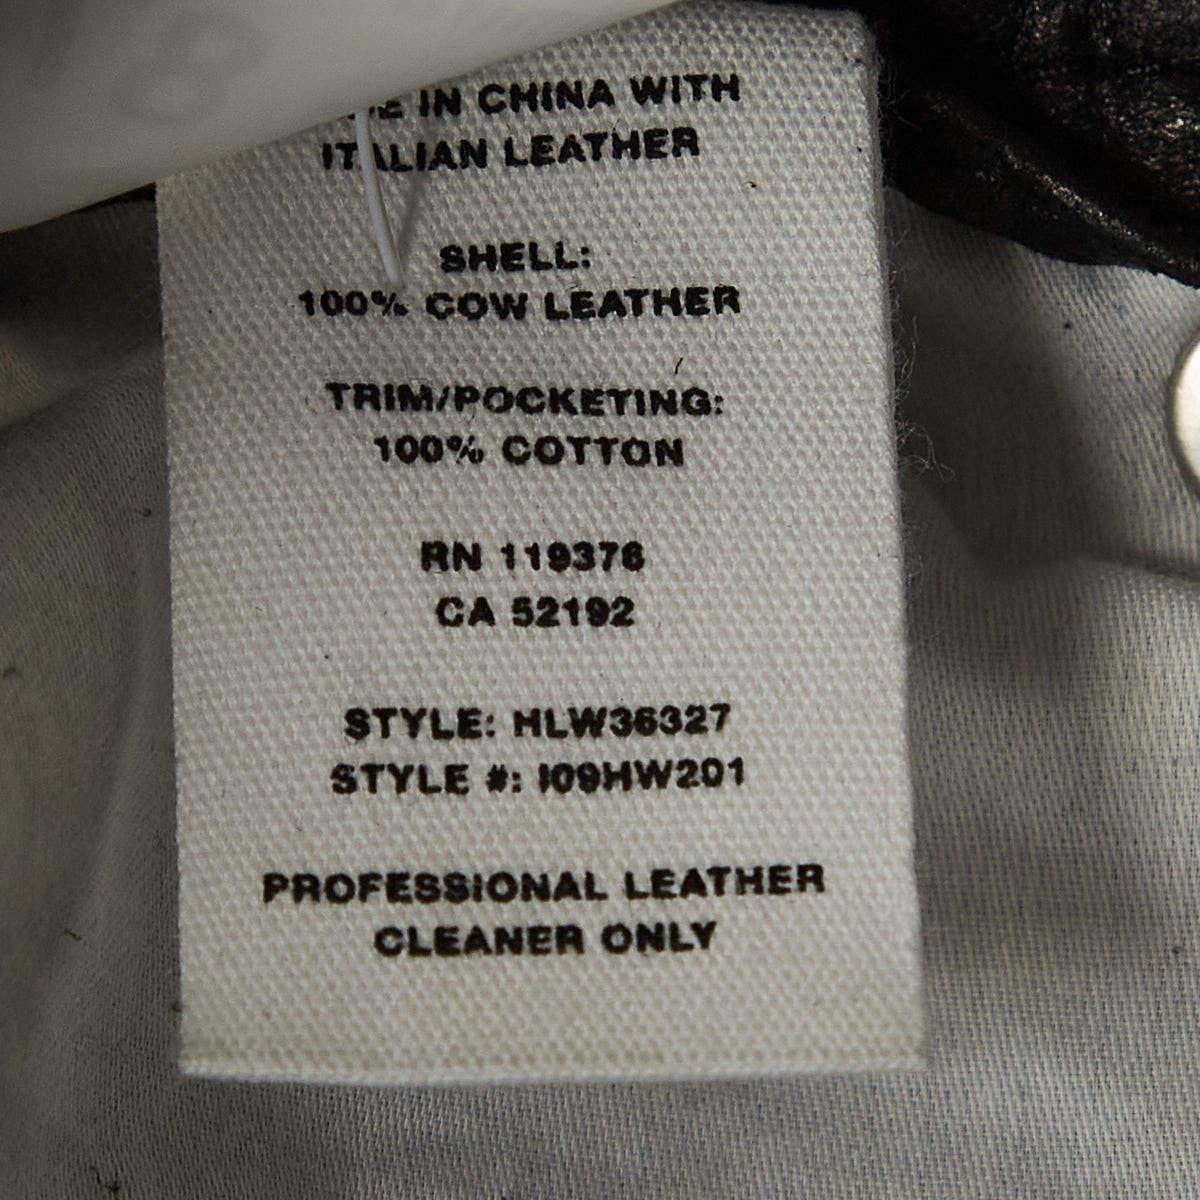 IN CHINA WITH
ITALIAN LEATHER
SHELL:
100% COW LEATHER
TRIM/POCKETING:
100% COTTON
RN 119376
CA 52192
STYLE: HLW36327
STYLE #: I09HW201
PROFESSIONAL LEATHER
CLEANER ONLY